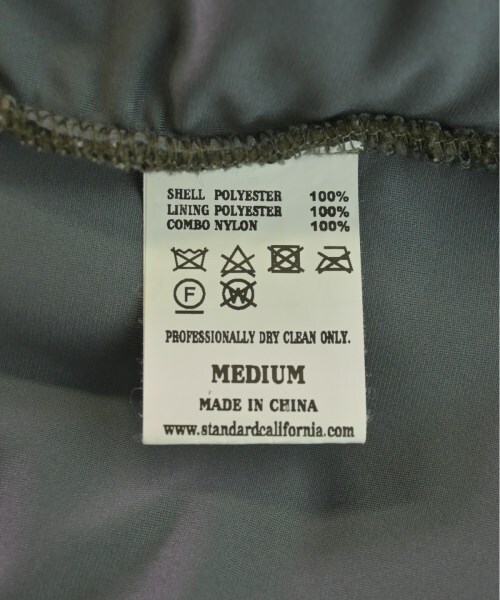 SHELL POLYESTER 100%
LINING POLYESTER 100%
COMBO NYLON 100%
F W
PROFESSIONALLY DRY CLEAN ONLY.
MEDIUM
MADE IN CHINA
www.standardcalifornia.com